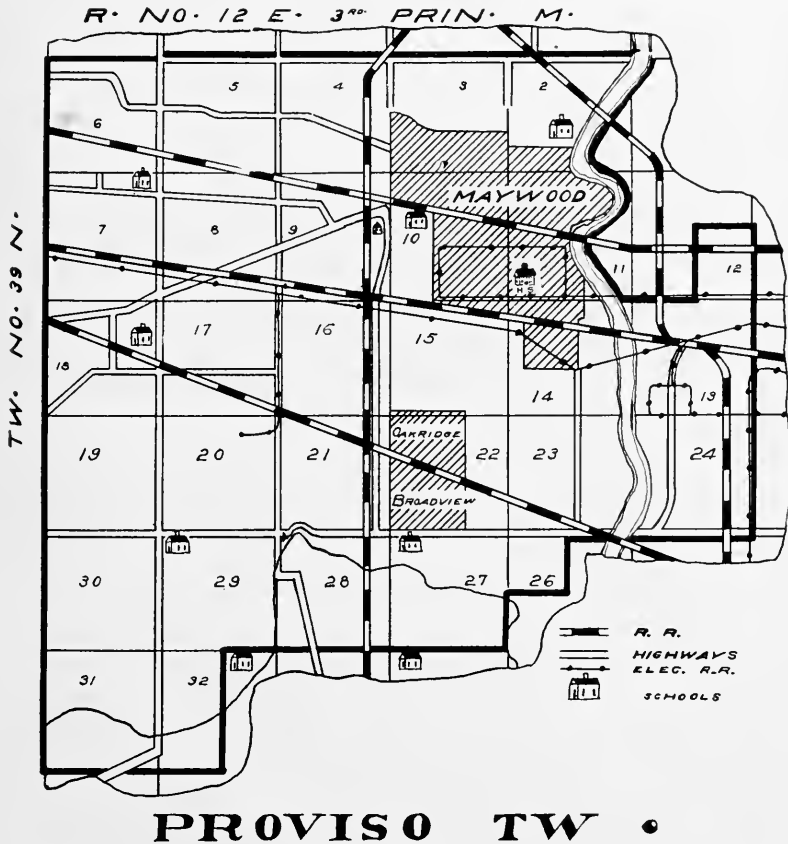 R. NO. 12 E. 3RD. PRIN. M.
TW. NO. 39 N.
5 4 3 2
6
MAYWOOD
7 8 9 10 11 12
H S
18 17 16 15 14 13
OAKRIDGE
19 20 21 22 23 24
BROADVIEW
30 29 28 27 26
R. R.
HIGHWAYS
ELEC. R.R.
SCHOOLS
31 32
PROVISO TW.